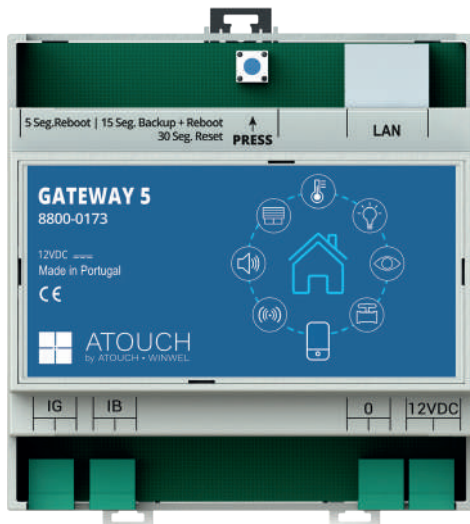 5 Seg.Reboot | 15 Seg. Backup + Reboot
30 Seg. Reset
PRESS
LAN
GATEWAY 5
8800-0173
12VDC
Made in Portugal
CE
ATOUCH
by ATOUCH • WINWEL
IG IB 0 12VDC